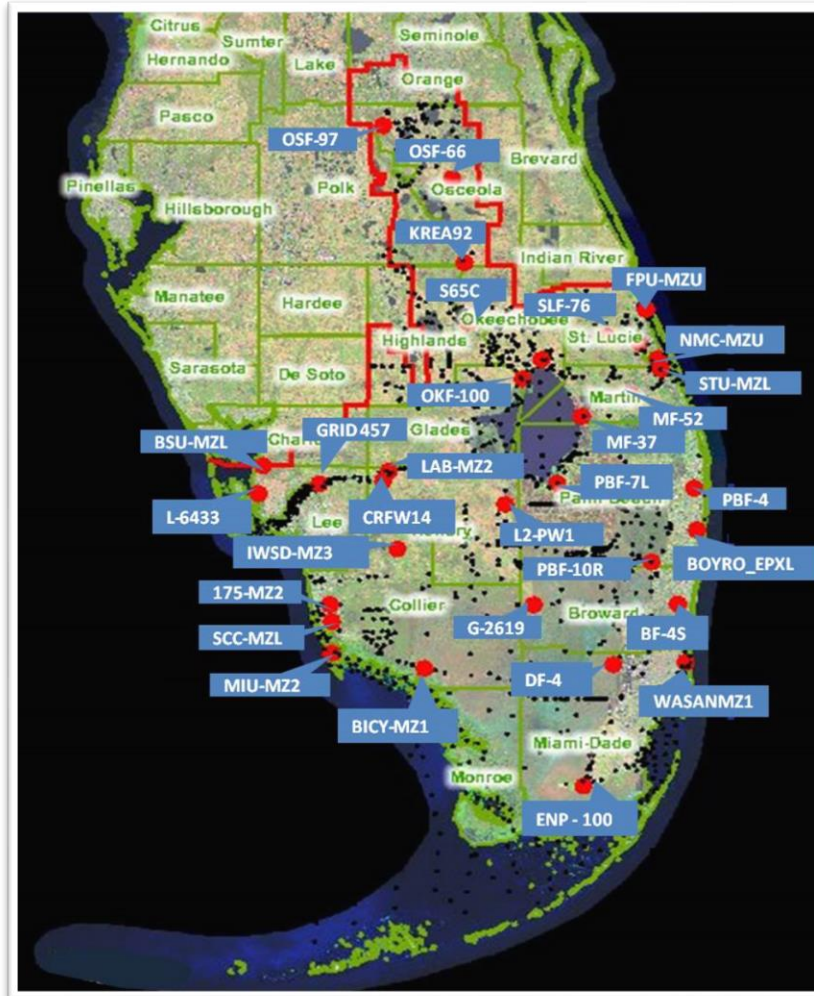 Citrus
Sumter
Seminole
Hernando
Lake
Orange
Pasco
OSF-97
OSF-66
Brevard
Pinellas
Polk
Osceola
Hillsborough
KREA92
Indian River
S65C
FPU-MZU
Manatee
Hardee
SLF-76
Okeechobee
Highlands
St. Lucie
NMC-MZU
Sarasota
De Soto
STU-MZL
OKF-100
Martin
MF-52
BSU-MZL
GRID 457
Glades
MF-37
LAB-MZ2
PBF-7L
PBF-4
L-6433
Lee
CRFW14
L2-PW1
IWSD-MZ3
PBF-10R
BOYRO_EPXL
175-MZ2
Collier
G-2619
Broward
BF-4S
SCC-MZL
MIU-MZ2
DF-4
WASANMZ1
BICY-MZ1
Miami-Dade
Monroe
ENP - 100